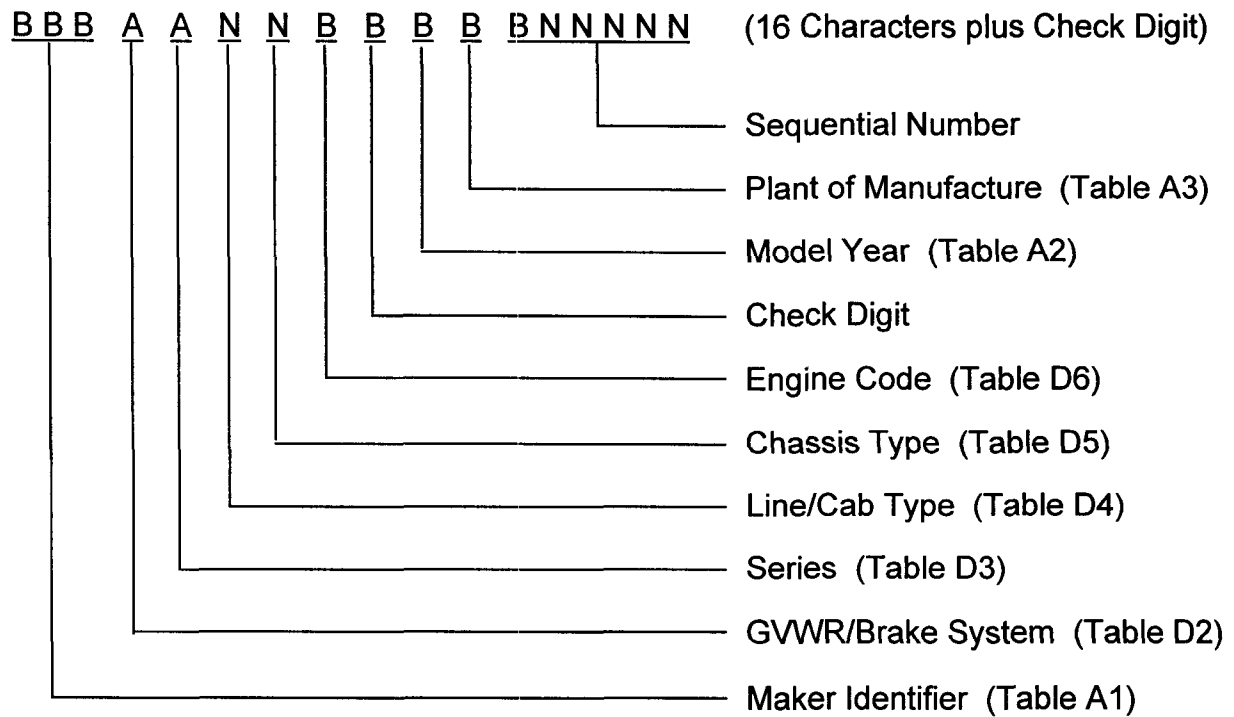 B B B A A N N B B B B B N N N N N (16 Characters plus Check Digit)
Sequential Number
Plant of Manufacture (Table A3)
Model Year (Table A2)
Check Digit
Engine Code (Table D6)
Chassis Type (Table D5)
Line/Cab Type (Table D4)
Series (Table D3)
GVWR/Brake System (Table D2)
Maker Identifier (Table A1)